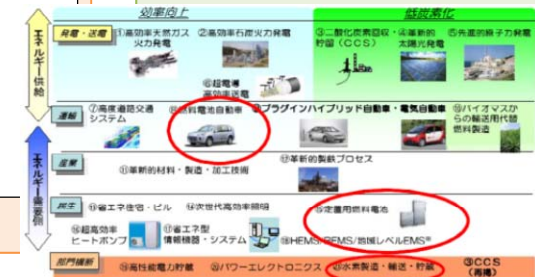 効率向上
低炭素化
エネルギー供給
発電・送電
①高効率天然ガス
火力発電
②高効率石炭火力発電
③二酸化炭素回収・
貯留(CCS)
④革新的
太陽光発電
⑤先進的原子力発電
⑥超電導
高効率送電
運輸
⑦高度道路交通
システム
燃料電池自動車
プラグインハイブリッド自動車・電気自動車
⑩バイオマスか
らの輸送用代替
燃料製造
エネルギー需要側
産業
⑪革新的材料・製造・加工技術
⑫革新的製鉄プロセス
民生
⑬省エネ住宅・ビル
⑭次世代高効率照明
⑮定置用燃料電池
⑯超高効率
ヒートポンプ
⑰省エネ型
情報機器・システム
⑱HEMS/BEMS/地域レベルEMS
部門横断
⑲高性能電力貯蔵
⑳パワーエレクトロニクス
水素製造・輸送・貯蔵
③CCS
(再掲)